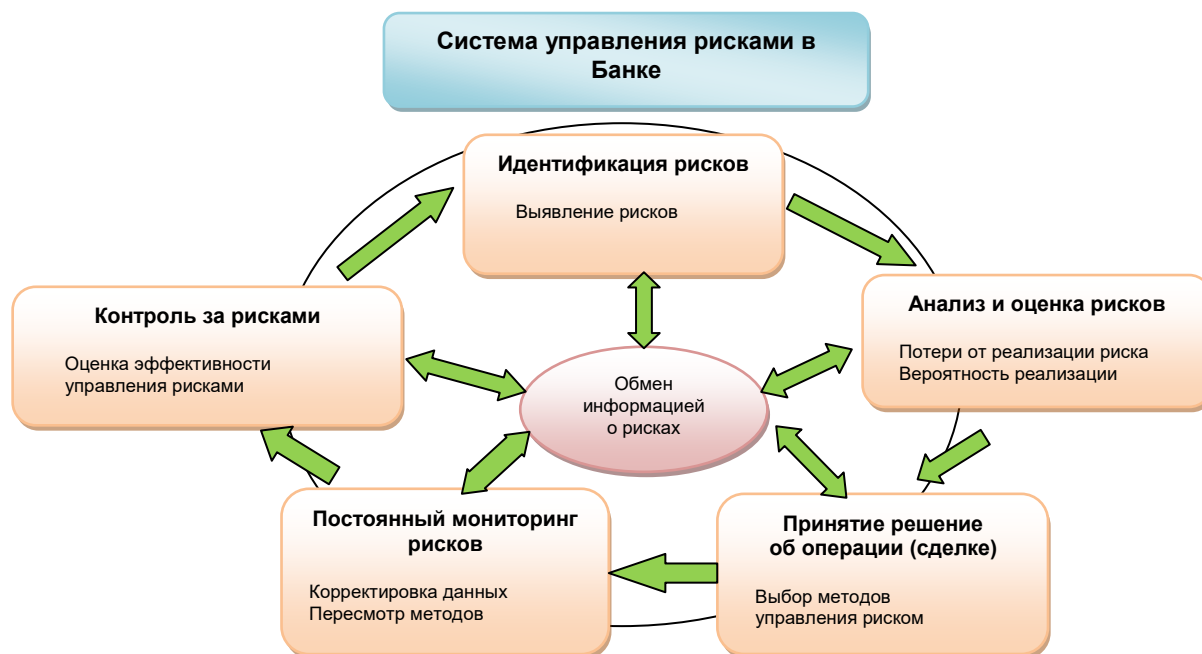 Система управления рисками в
Банке
Идентификация рисков
Выявление рисков
Контроль за рисками
Оценка эффективности
управления рисками
Анализ и оценка рисков
Потери от реализации риска
Вероятность реализации
Обмен
информацией
о рисках
Постоянный мониторинг
рисков
Корректировка данных
Пересмотр методов
Принятие решение
об операции (сделке)
Выбор методов
управления риском